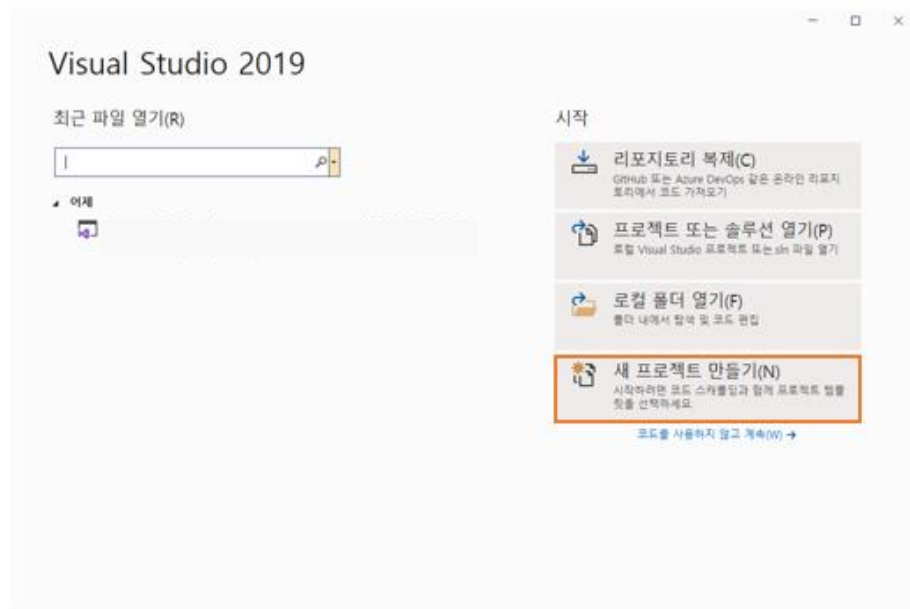 Visual Studio 2019
최근 파일 열기(R)
어제
시작
리포지토리 복제(C)
GitHub 또는 Azure DevOps 같은 온라인 리포지
토리에서 코드 가져오기
프로젝트 또는 솔루션 열기(P)
로컬 Visual Studio 프로젝트 또는 sln 파일 열기
로컬 폴더 열기(F)
폴더 내에서 탐색 및 코드 편집
새 프로젝트 만들기(N)
시작하려면 코드 스캐폴딩과 함께 프로젝트 템플
릿을 선택하세요.
코드를 사용하지 않고 계속(W) →